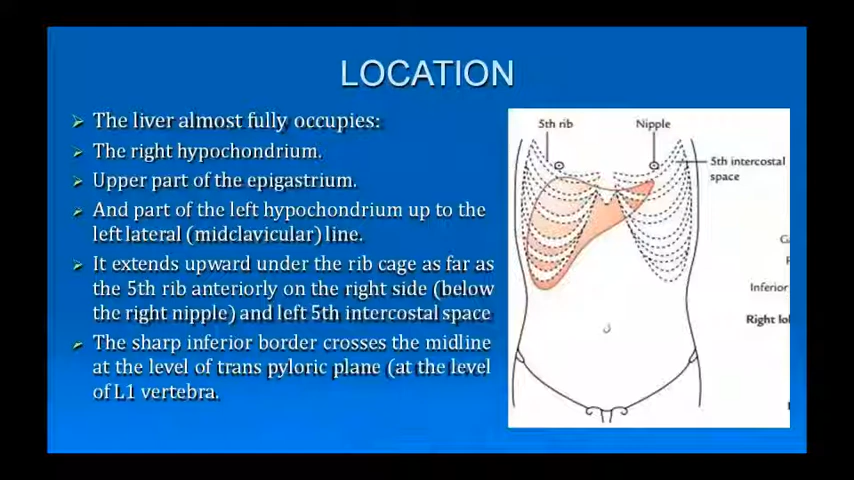 LOCATION
The liver almost fully occupies:
The right hypochondrium.
Upper part of the epigastrium.
And part of the left hypochondrium up to the
left lateral (midclavicular) line.
It extends upward under the rib cage as far as
the 5th rib anteriorly on the right side (below
the right nipple) and left 5th intercostal space
The sharp inferior border crosses the midline
at the level of trans pyloric plane (at the level
of L1 vertebra.
5th rib
Nipple
5th intercostal
space
Inferior
Right lo